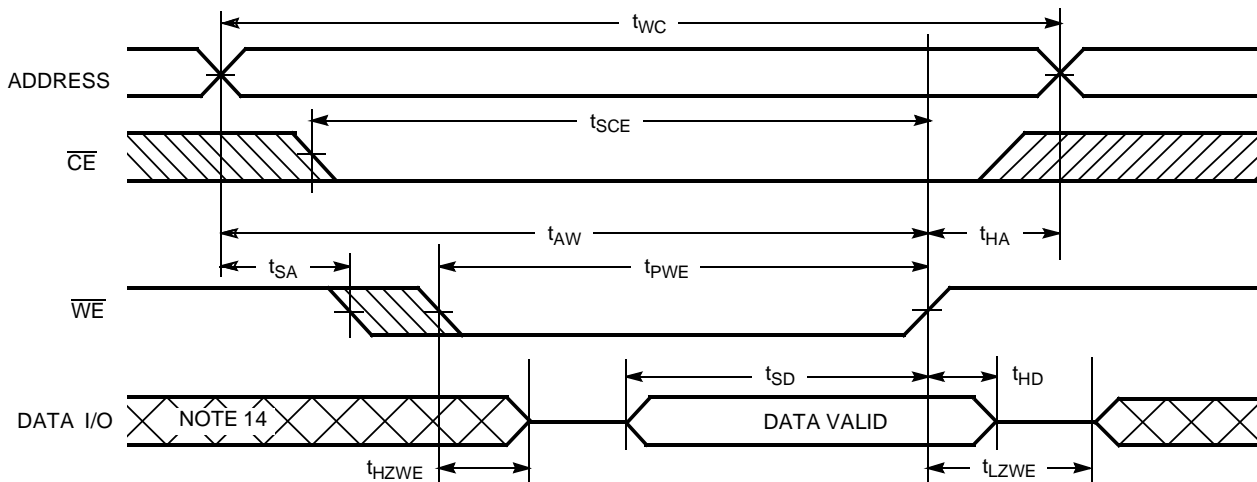 tWC
ADDRESS
tSCE
CE
tAW
tHA
tSA
tPWE
WE
tSD
tHD
DATA I/O
NOTE 14
DATA VALID
tHZWE
tLZWE